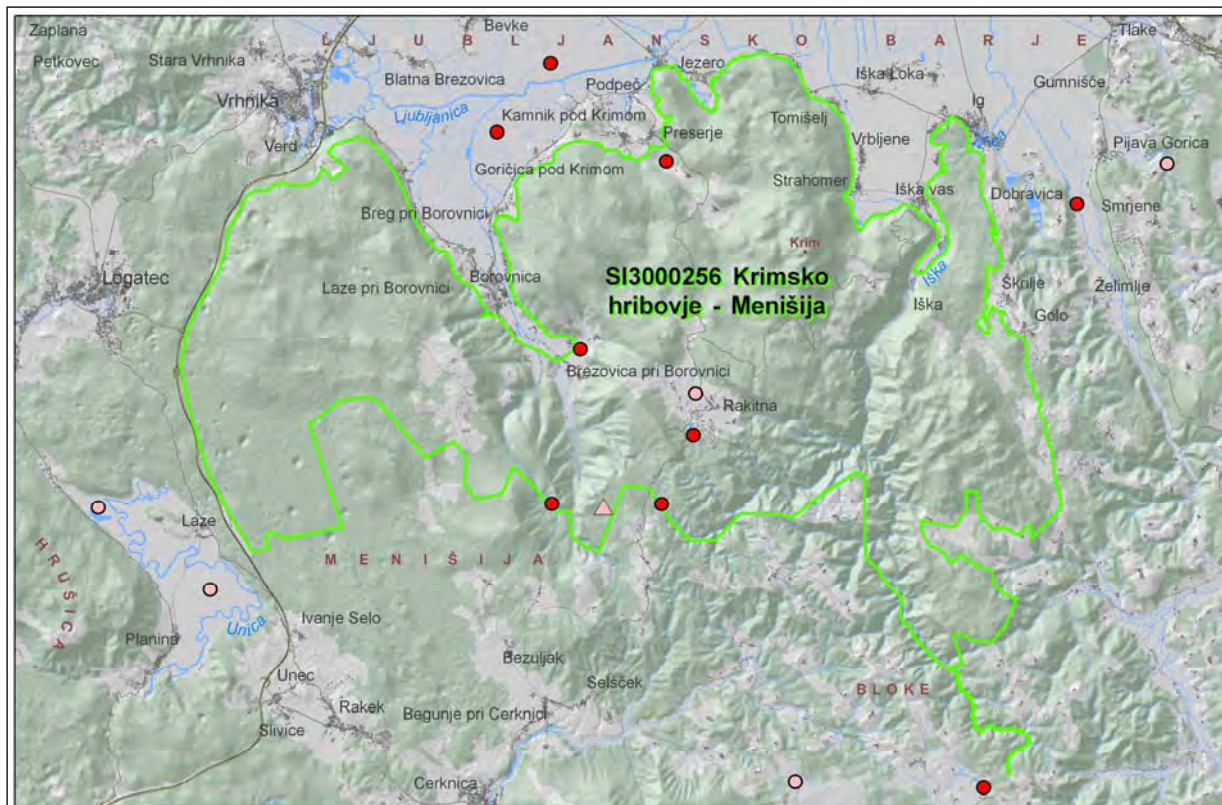 Zaplana
Bevke
Tlake
L J U B L J A N S K O B A R J E
Petkovec
Stara Vrhnika
Jezero
Blatna Brezovica
Podpeč
Iška Loka
Gumnišče
Vrhnika
Ljubljanica
Kamnik pod Krimom
Ig
Tomišelj
Preserje
Verd
Vrbljene
Pijava Gorica
Goričica pod Krimom
Strahomer
Iška vas
Dobravica
Smrjene
Breg pri Borovnici
Krim
Logatec
Borovnica
SI3000256 Krimsko
hribovje - Menišija
Iška
Iška
Škrilje
Želimlje
Laze pri Borovnici
Golo
Brezovica pri Borovnici
Rakitna
Laze
HRUŠICA
MENIŠIJA
Ivanje Selo
Unica
Planina
Bezuljak
Unec
Selšček
BLOKE
Rakek
Begunje pri Cerknici
Slivice
Cerknica